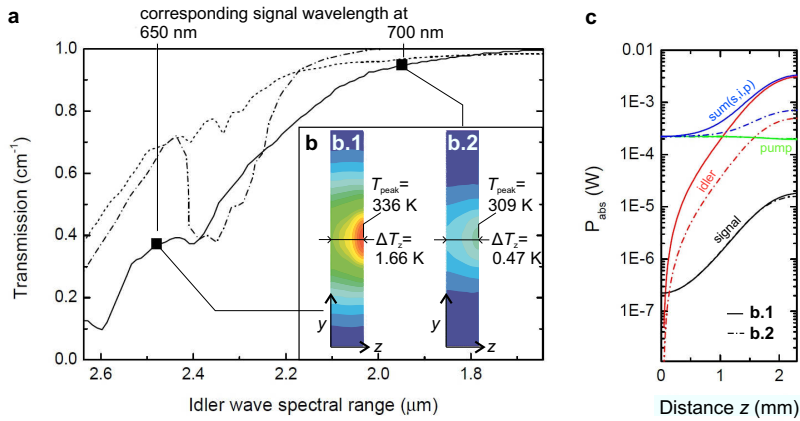 a
corresponding signal wavelength at
650 nm
700 nm
1.0
0.8
0.6
0.4
0.2
0.0
Transmission (cm⁻¹)
2.6
2.4
2.2
2.0
1.8
Idler wave spectral range (μm)
b
b.1
b.2
T_peak=
336 K
ΔT_z=
1.66 K
T_peak=
309 K
ΔT_z=
0.47 K
y
z
y
z
c
0.01
1E-3
1E-4
1E-5
1E-6
1E-7
P_abs (W)
sum(s,i,p)
pump
idler
signal
b.1
b.2
0
1
2
Distance z (mm)